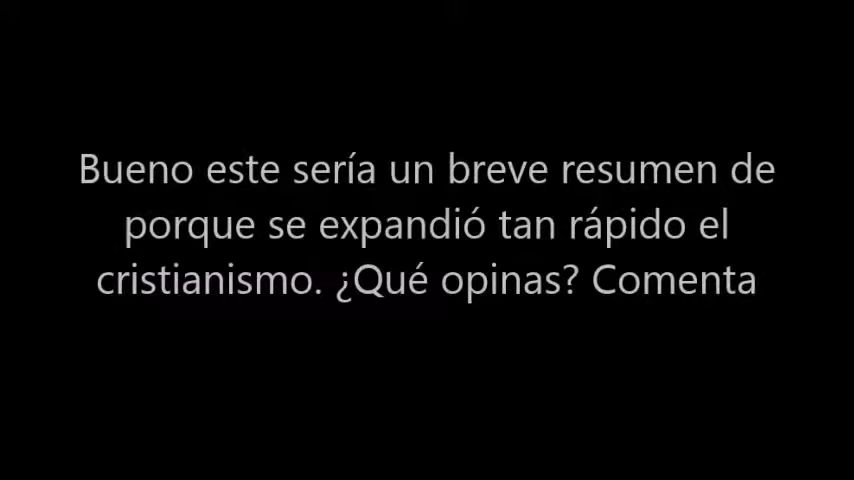 Bueno este sería un breve resumen de
porque se expandió tan rápido el
cristianismo. ¿Qué opinas? Comenta